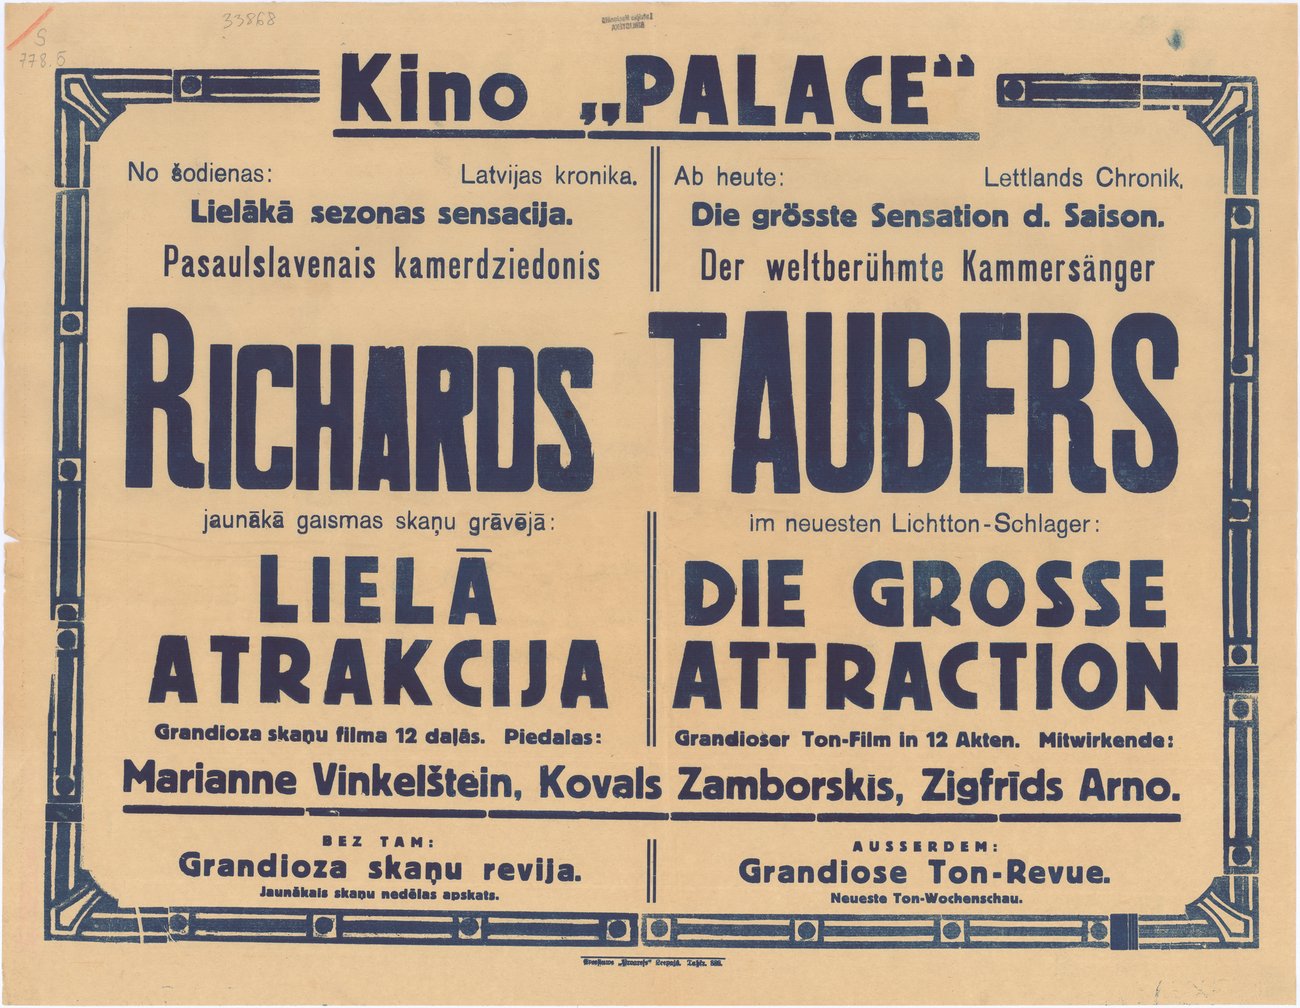 33868
S
778.5
Kino „PALACE“
No šodienas: Latvijas kronika.
Lielākā sezonas sensacija.
Pasaulslavenais kamerdziedonis
Ab heute: Lettlands Chronik,
Die grösste Sensation d. Saison.
Der weltberühmte Kammersänger
RICHARDS TAUBERS
jaunākā gaismas skaņu grāvējā:
LIELĀ
ATRAKCIJA
Grandioza skaņu filma 12 daļās. Piedalas:
im neuesten Lichtton-Schlager:
DIE GROSSE
ATTRACTION
Grandioser Ton-Film in 12 Akten. Mitwirkende:
Marianne Vinkelštein, Kovals Zamborskis, Zigfrīds Arno.
BEZ TAM:
Grandioza skaņu revija.
Jaunākais skaņu nedēlas apskats.
AUSSERDEM:
Grandiose Ton-Revue.
Neueste Ton-Wochenschau.